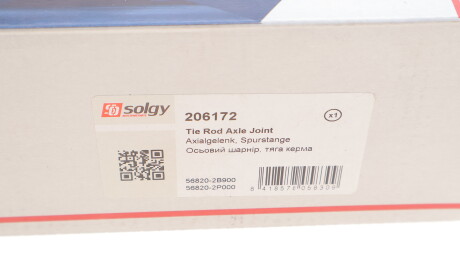 solgy
206172
x1
Tie Rod Axle Joint
Axialgelenk, Spurstange
Осьовий шарнір, тяга керма
56820-2B900
56820-2P000